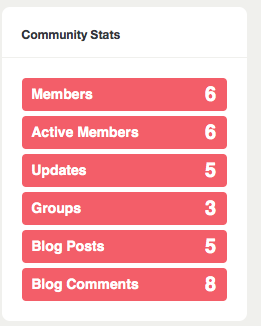 Community Stats
Members 6
Active Members 6
Updates 5
Groups 3
Blog Posts 5
Blog Comments 8